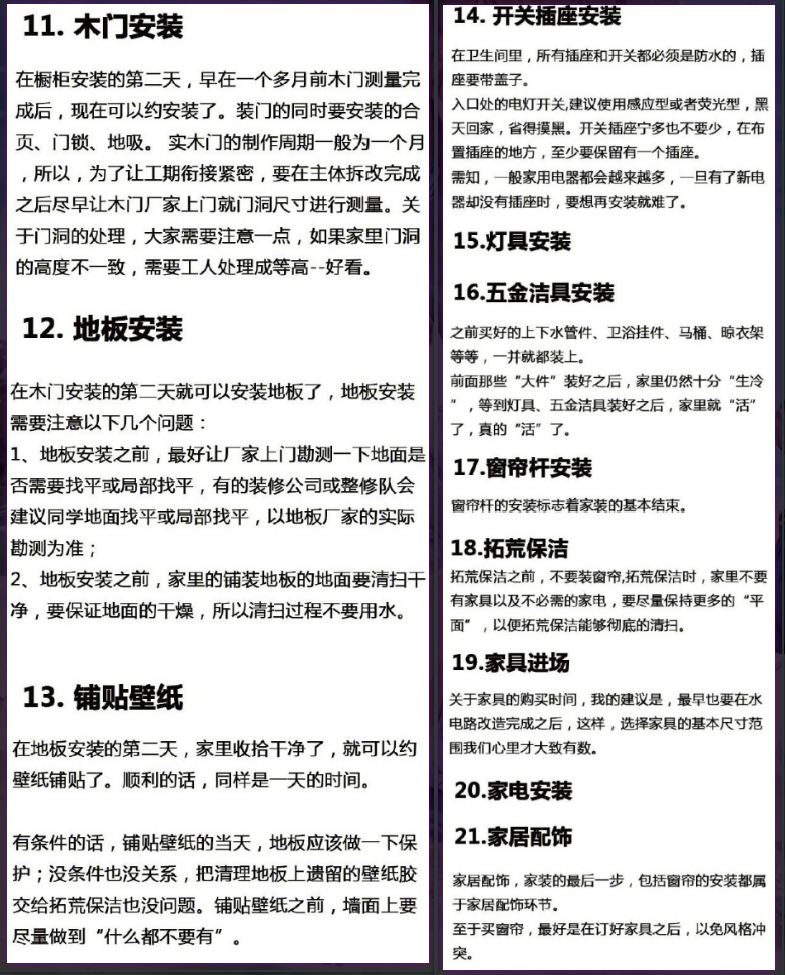 11. 木门安装
在橱柜安装的第二天，早在一个多月前木门测量完
成后，现在可以约安装了。装门的同时要安装的合
页、门锁、地吸。 实木门的制作周期一般为一个月
，所以，为了让工期衔接紧密，要在主体拆改完成
之后尽早让木门厂家上门就门洞尺寸进行测量。关
于门洞的处理，大家需要注意一点，如果家里门洞
的高度不一致，需要工人处理成等高--好看。
12. 地板安装
在木门安装的第二天就可以安装地板了，地板安装
需要注意以下几个问题：
1、地板安装之前，最好让厂家上门勘测一下地面是
否需要找平或局部找平，有的装修公司或整修队会
建议同学地面找平或局部找平，以地板厂家的实际
勘测为准；
2、地板安装之前，家里的铺装地板的地面要清扫干
净，要保证地面的干燥，所以清扫过程不要用水。
13. 铺贴壁纸
在地板安装的第二天，家里收拾干净了，就可以约
壁纸铺贴了。顺利的话，同样是一天的时间。
有条件的话，铺贴壁纸的当天，地板应该做一下保
护；没条件也没关系，把清理地板上遗留的壁纸胶
交给拓荒保洁也没问题。铺贴壁纸之前，墙面上要
尽量做到“什么都不要有”。
14. 开关插座安装
在卫生间里，所有插座和开关都必须是防水的，插
座要带盖子。
入口处的电灯开关,建议使用感应型或者荧光型，黑
天回家，省得摸黑。开关插座宁多也不要少，在布
置插座的地方，至少要保留有一个插座。
需知，一般家用电器都会越来越多，一旦有了新电
器却没有插座时，要想再安装就难了。
15.灯具安装
16.五金洁具安装
之前买好的上下水管件、卫浴挂件、马桶、晾衣架
等等，一并就都装上。
前面那些“大件”装好之后，家里仍然十分“生冷
”，等到灯具、五金洁具装好之后，家里就“活”
了，真的“活”了。
17.窗帘杆安装
窗帘杆的安装标志着家装的基本结束。
18.拓荒保洁
拓荒保洁之前，不要装窗帘,拓荒保洁时，家里不要
有家具以及不必需的家电，要尽量保持更多的“平
面”，以便拓荒保洁能够彻底的清扫。
19.家具进场
关于家具的购买时间，我的建议是，最早也要在水
电路改造完成之后，这样，选择家具的基本尺寸范
围我们心里才大致有数。
20.家电安装
21.家居配饰
家居配饰，家装的最后一步，包括窗帘的安装都属
于家居配饰环节。
至于买窗帘，最好是在订好家具之后，以免风格冲
突。